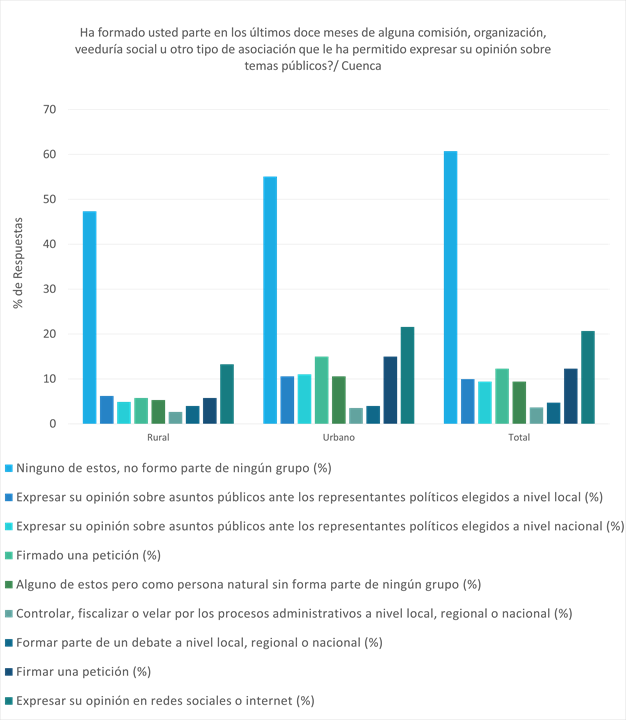 Ha formado usted parte en los últimos doce meses de alguna comisión, organización,
veeduría social u otro tipo de asociación que le ha permitido expresar su opinión sobre
temas públicos?/ Cuenca
70
60
50
40
30
20
10
0
% de Respuestas
Rural Urbano Total
Ninguno de estos, no formo parte de ningún grupo (%)
Expresar su opinión sobre asuntos públicos ante los representantes políticos elegidos a nivel local (%)
Expresar su opinión sobre asuntos públicos ante los representantes políticos elegidos a nivel nacional (%)
Firmado una petición (%)
Alguno de estos pero como persona natural sin forma parte de ningún grupo (%)
Controlar, fiscalizar o velar por los procesos administrativos a nivel local, regional o nacional (%)
Formar parte de un debate a nivel local, regional o nacional (%)
Firmar una petición (%)
Expresar su opinión en redes sociales o internet (%)